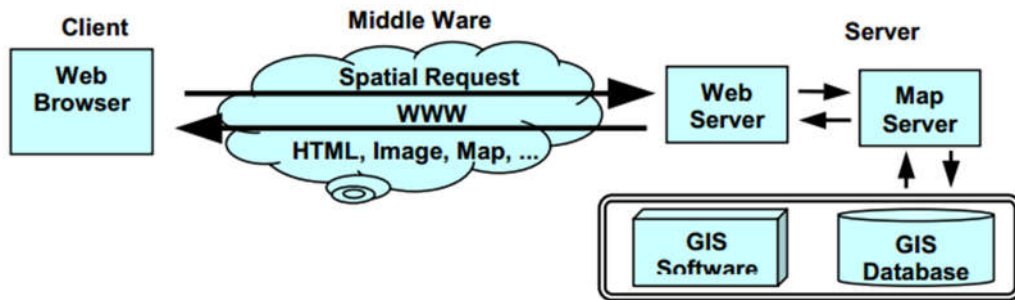 Client
Middle Ware
Server
Web
Browser
Spatial Request
WWW
HTML, Image, Map, ...
Web
Server
Map
Server
GIS
Software
GIS
Database